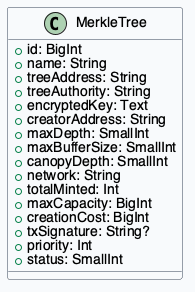 C MerkleTree
id: BigInt
name: String
treeAddress: String
treeAuthority: String
encryptedKey: Text
creatorAddress: String
maxDepth: SmallInt
maxBufferSize: SmallInt
canopyDepth: SmallInt
network: String
totalMinted: Int
maxCapacity: BigInt
creationCost: BigInt
txSignature: String?
priority: Int
status: SmallInt